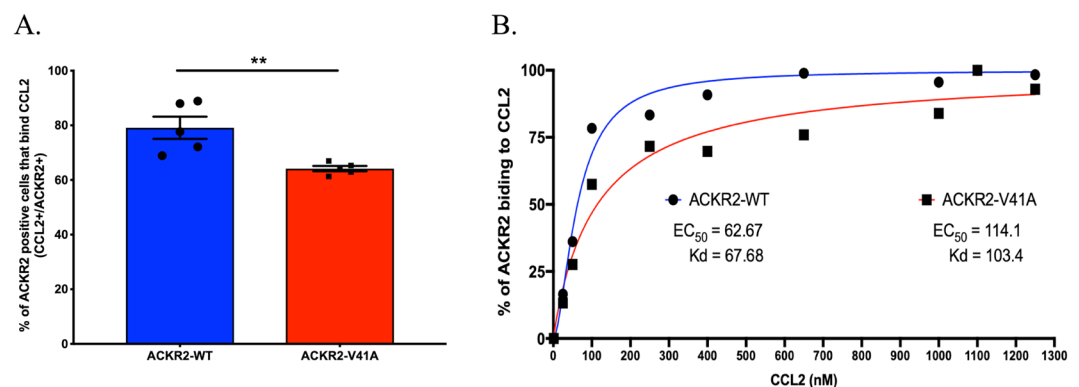 A.
**
% of ACKR2 positive cells that bind CCL2
(CCL2+/ACKR2+)
100
80
60
40
20
0
ACKR2-WT
ACKR2-V41A
B.
% of ACKR2 biding to CCL2
100
75
50
25
0
ACKR2-WT
EC50 = 62.67
Kd = 67.68
ACKR2-V41A
EC50 = 114.1
Kd = 103.4
0 100 200 300 400 500 600 700 800 900 1000 1100 1200 1300
CCL2 (nM)